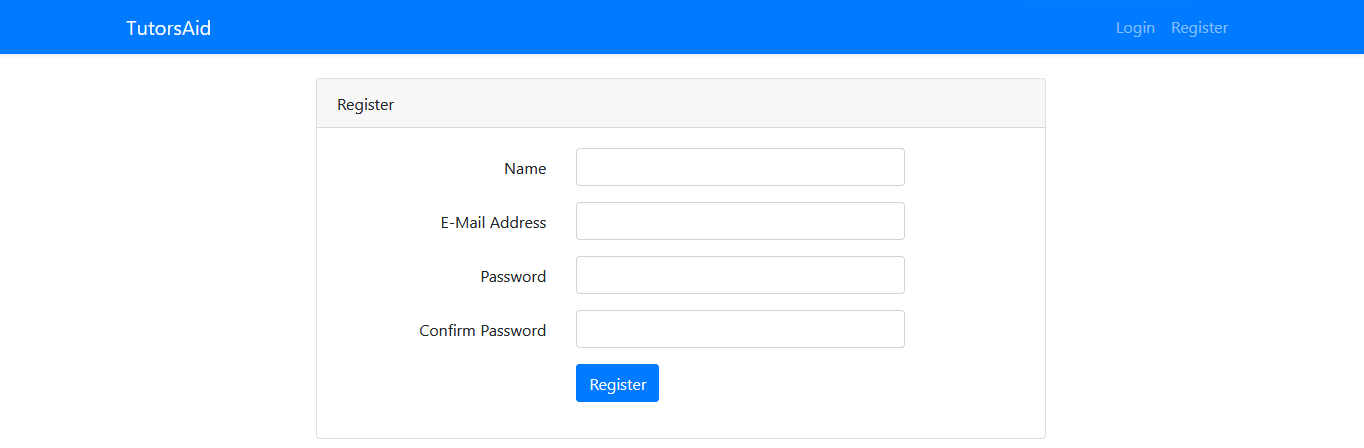 TutorsAid
Login Register
Register
Name
E-Mail Address
Password
Confirm Password
Register